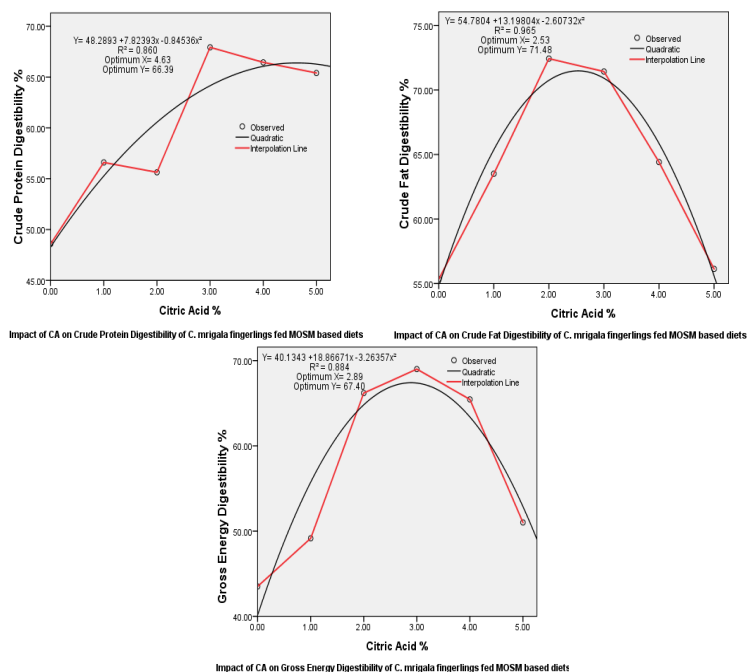 Y= 48.2893 +7.82393x-0.84536x²
R² = 0.860
Optimum X= 4.63
Optimum Y= 66.39
Observed
Quadratic
Interpolation Line
Crude Protein Digestibility %
70.00
65.00
60.00
55.00
50.00
45.00
0.00 1.00 2.00 3.00 4.00 5.00
Citric Acid %
Impact of CA on Crude Protein Digestibility of C. mrigala fingerlings fed MOSM based diets
Y= 54.7804 +13.19804x-2.60732x²
R² = 0.965
Optimum X= 2.53
Optimum Y= 71.48
Observed
Quadratic
Interpolation Line
Crude Fat Digestibility %
75.00
70.00
65.00
60.00
55.00
0.00 1.00 2.00 3.00 4.00 5.00
Citric Acid %
Impact of CA on Crude Fat Digestibility of C. mrigala fingerlings fed MOSM based diets
Y= 40.1343 +18.86671x -3.26357x²
R² = 0.884
Optimum X= 2.89
Optimum Y= 67.40
Observed
Quadratic
Interpolation Line
Gross Energy Digestibility %
70.00
60.00
50.00
40.00
0.00 1.00 2.00 3.00 4.00 5.00
Citric Acid %
Impact of CA on Gross Energy Digestibility of C. mrigala fingerlings fed MOSM based diets